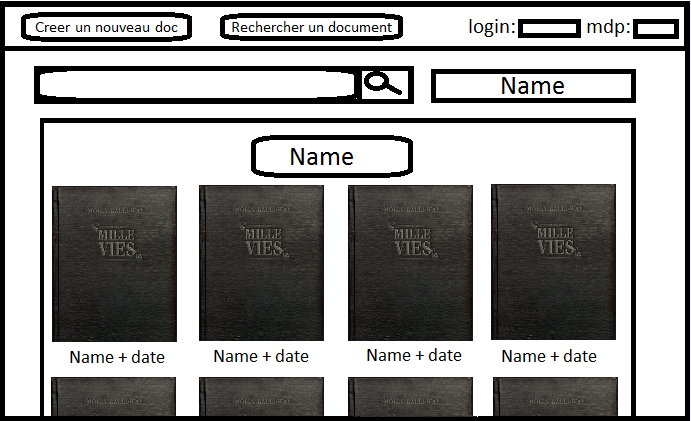 Creer un nouveau doc
Rechercher un document
login:
mdp:
Name
Name
MILLE
VIES
MILLE
VIES
MILLE
VIES
MILLE
VIES
Name + date
Name + date
Name + date
Name + date